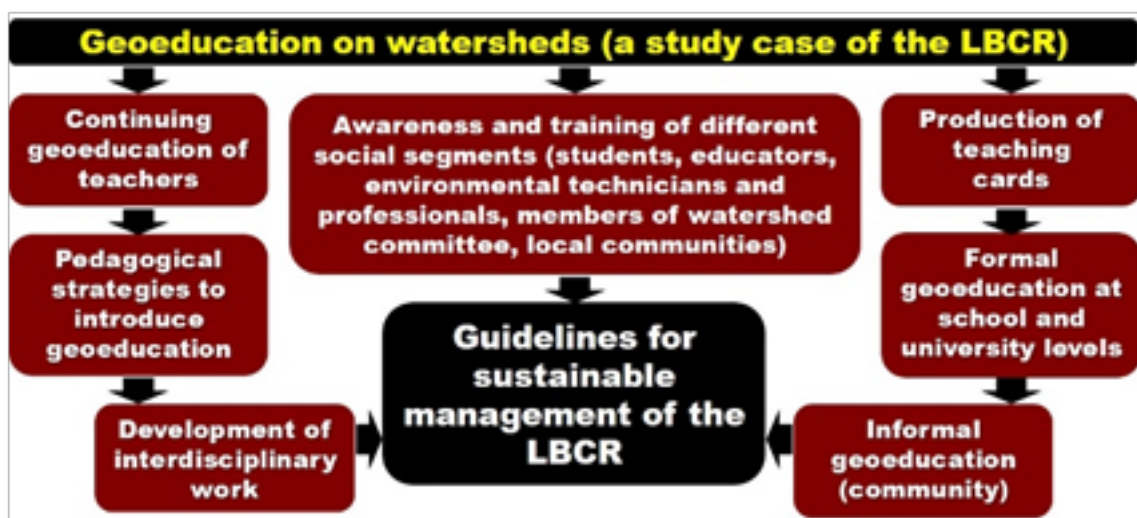 Geoeducation on watersheds (a study case of the LBCR)
Continuing
geoeducation of
teachers
Awareness and training of different
social segments (students, educators,
environmental technicians and
professionals, members of watershed
committee, local communities)
Production of
teaching
cards
Pedagogical
strategies to
introduce
geoeducation
Formal
geoeducation at
school and
university levels
Guidelines for
sustainable
management of the
LBCR
Development of
interdisciplinary
work
Informal
geoeducation
(community)